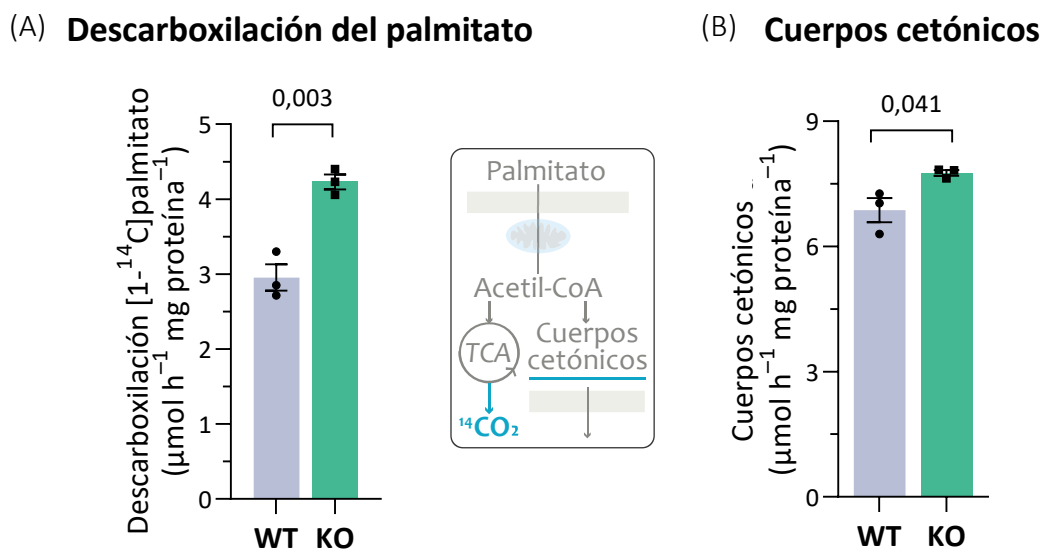 (A) Descarboxilación del palmitato
0,003
Descarboxilación [1-¹⁴C]palmitato
(µmol h⁻¹ mg proteína⁻¹)
5
4
3
2
1
0
WT KO
Palmitato
Acetil-CoA
TCA
Cuerpos
cetónicos
¹⁴CO₂
(B) Cuerpos cetónicos
0,041
Cuerpos cetónicos
(µmol h⁻¹ mg proteína⁻¹)
9
6
3
0
WT KO